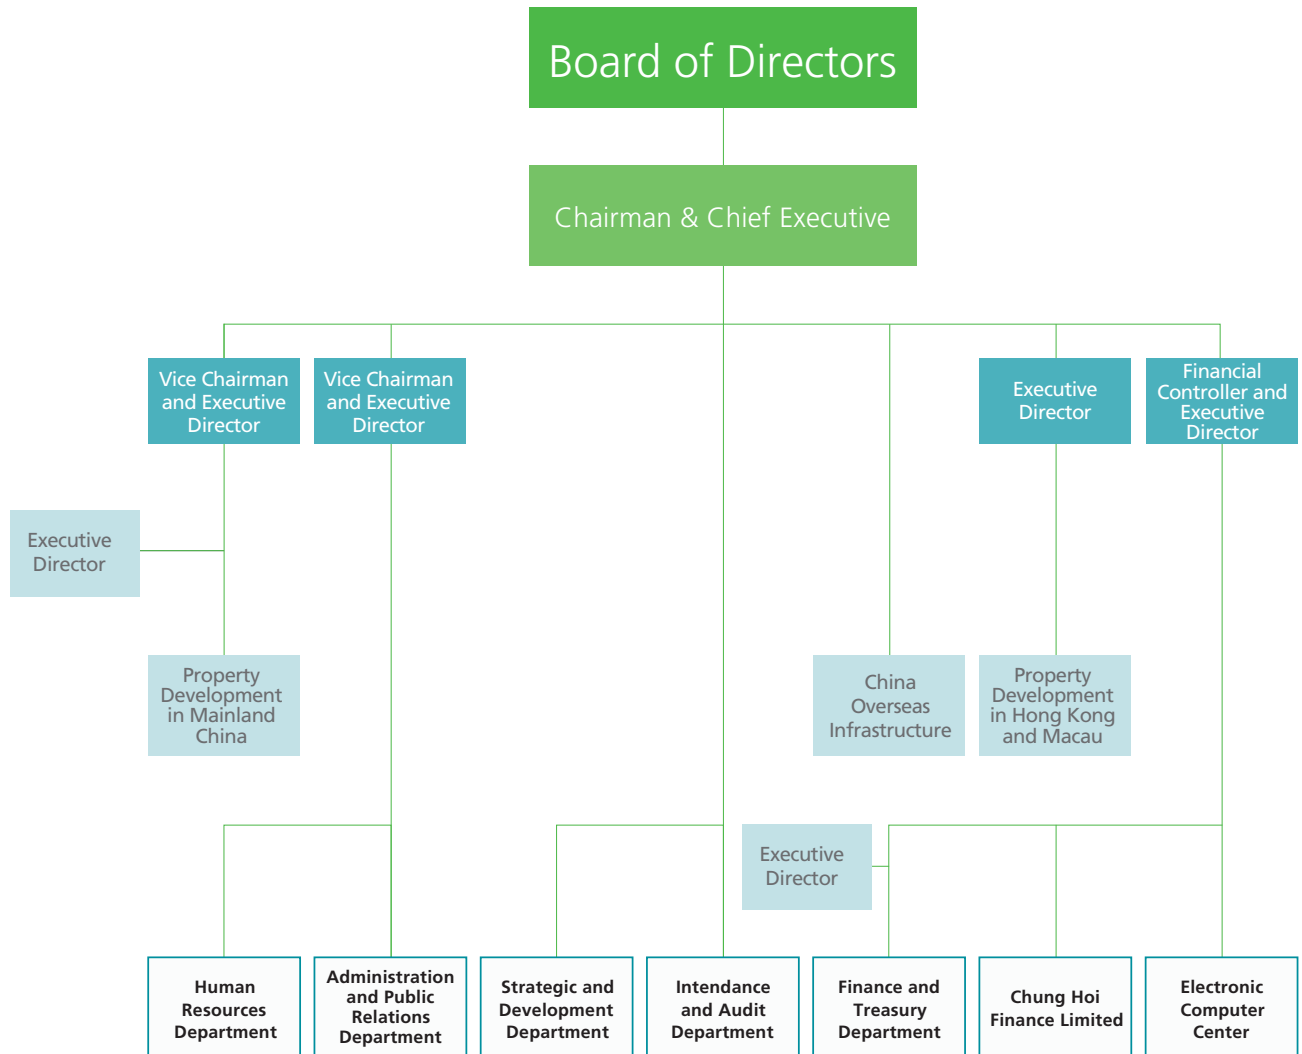 Board of Directors
Chairman & Chief Executive
Vice Chairman
and Executive
Director
Vice Chairman
and Executive
Director
Executive
Director
Financial
Controller and
Executive
Director
Executive
Director
Property
Development
in Mainland
China
China
Overseas
Infrastructure
Property
Development
in Hong Kong
and Macau
Executive
Director
Human
Resources
Department
Administration
and Public
Relations
Department
Strategic and
Development
Department
Intendance
and Audit
Department
Finance and
Treasury
Department
Chung Hoi
Finance Limited
Electronic
Computer
Center